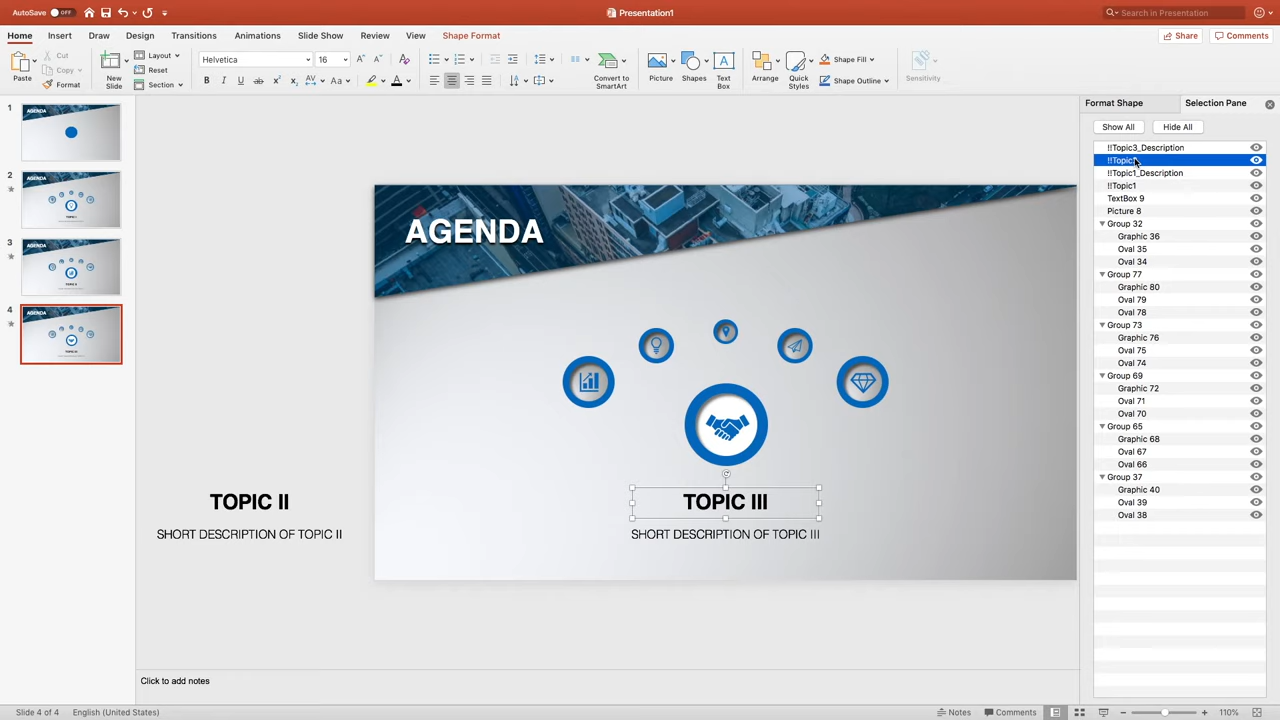 AutoSave OFF
Presentation1
Search in Presentation
Home Insert Draw Design Transitions Animations Slide Show Review View Shape Format
Share Comments
Paste
Cut
Copy
Format
New Slide
Layout
Reset
Section
Helvetica 16
Convert to SmartArt
Picture
Shapes
Text Box
Arrange
Quick Styles
Shape Fill
Shape Outline
Sensitivity
1
AGENDA
2
3
4
AGENDA
TOPIC II
SHORT DESCRIPTION OF TOPIC II
TOPIC III
SHORT DESCRIPTION OF TOPIC III
Format Shape Selection Pane
Show All Hide All
!!Topic3_Description
!!Topic3
!!Topic1_Description
!!Topic1
TextBox 9
Picture 8
Group 32
Graphic 36
Oval 35
Oval 34
Group 77
Graphic 80
Oval 79
Oval 78
Group 73
Graphic 76
Oval 75
Oval 74
Group 69
Graphic 72
Oval 71
Oval 70
Group 65
Graphic 68
Oval 67
Oval 66
Group 37
Graphic 40
Oval 39
Oval 38
Click to add notes
Slide 4 of 4 English (United States)
Notes Comments 110%